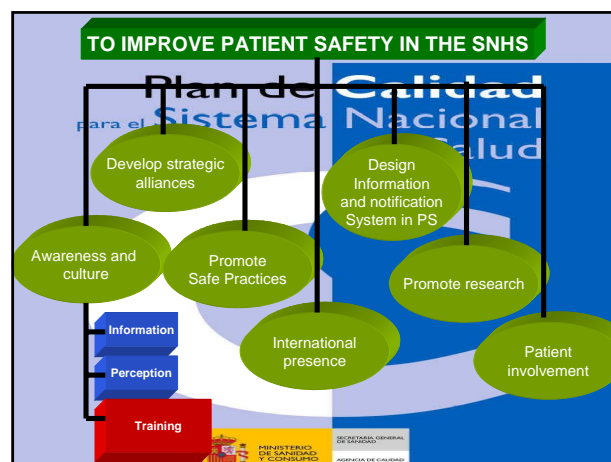 TO IMPROVE PATIENT SAFETY IN THE SNHS
Plan de Calidad
para el Sistema Nacional
Salud
Develop strategic
alliances
Design
Information
and notification
System in PS
Awareness and
culture
Promote
Safe Practices
Promote research
International
presence
Patient
involvement
Information
Perception
Training
MINISTERIO
DE SANIDAD
Y CONSUMO
SECRETARÍA GENERAL
DE SANIDAD
AGENCIA DE CALIDAD